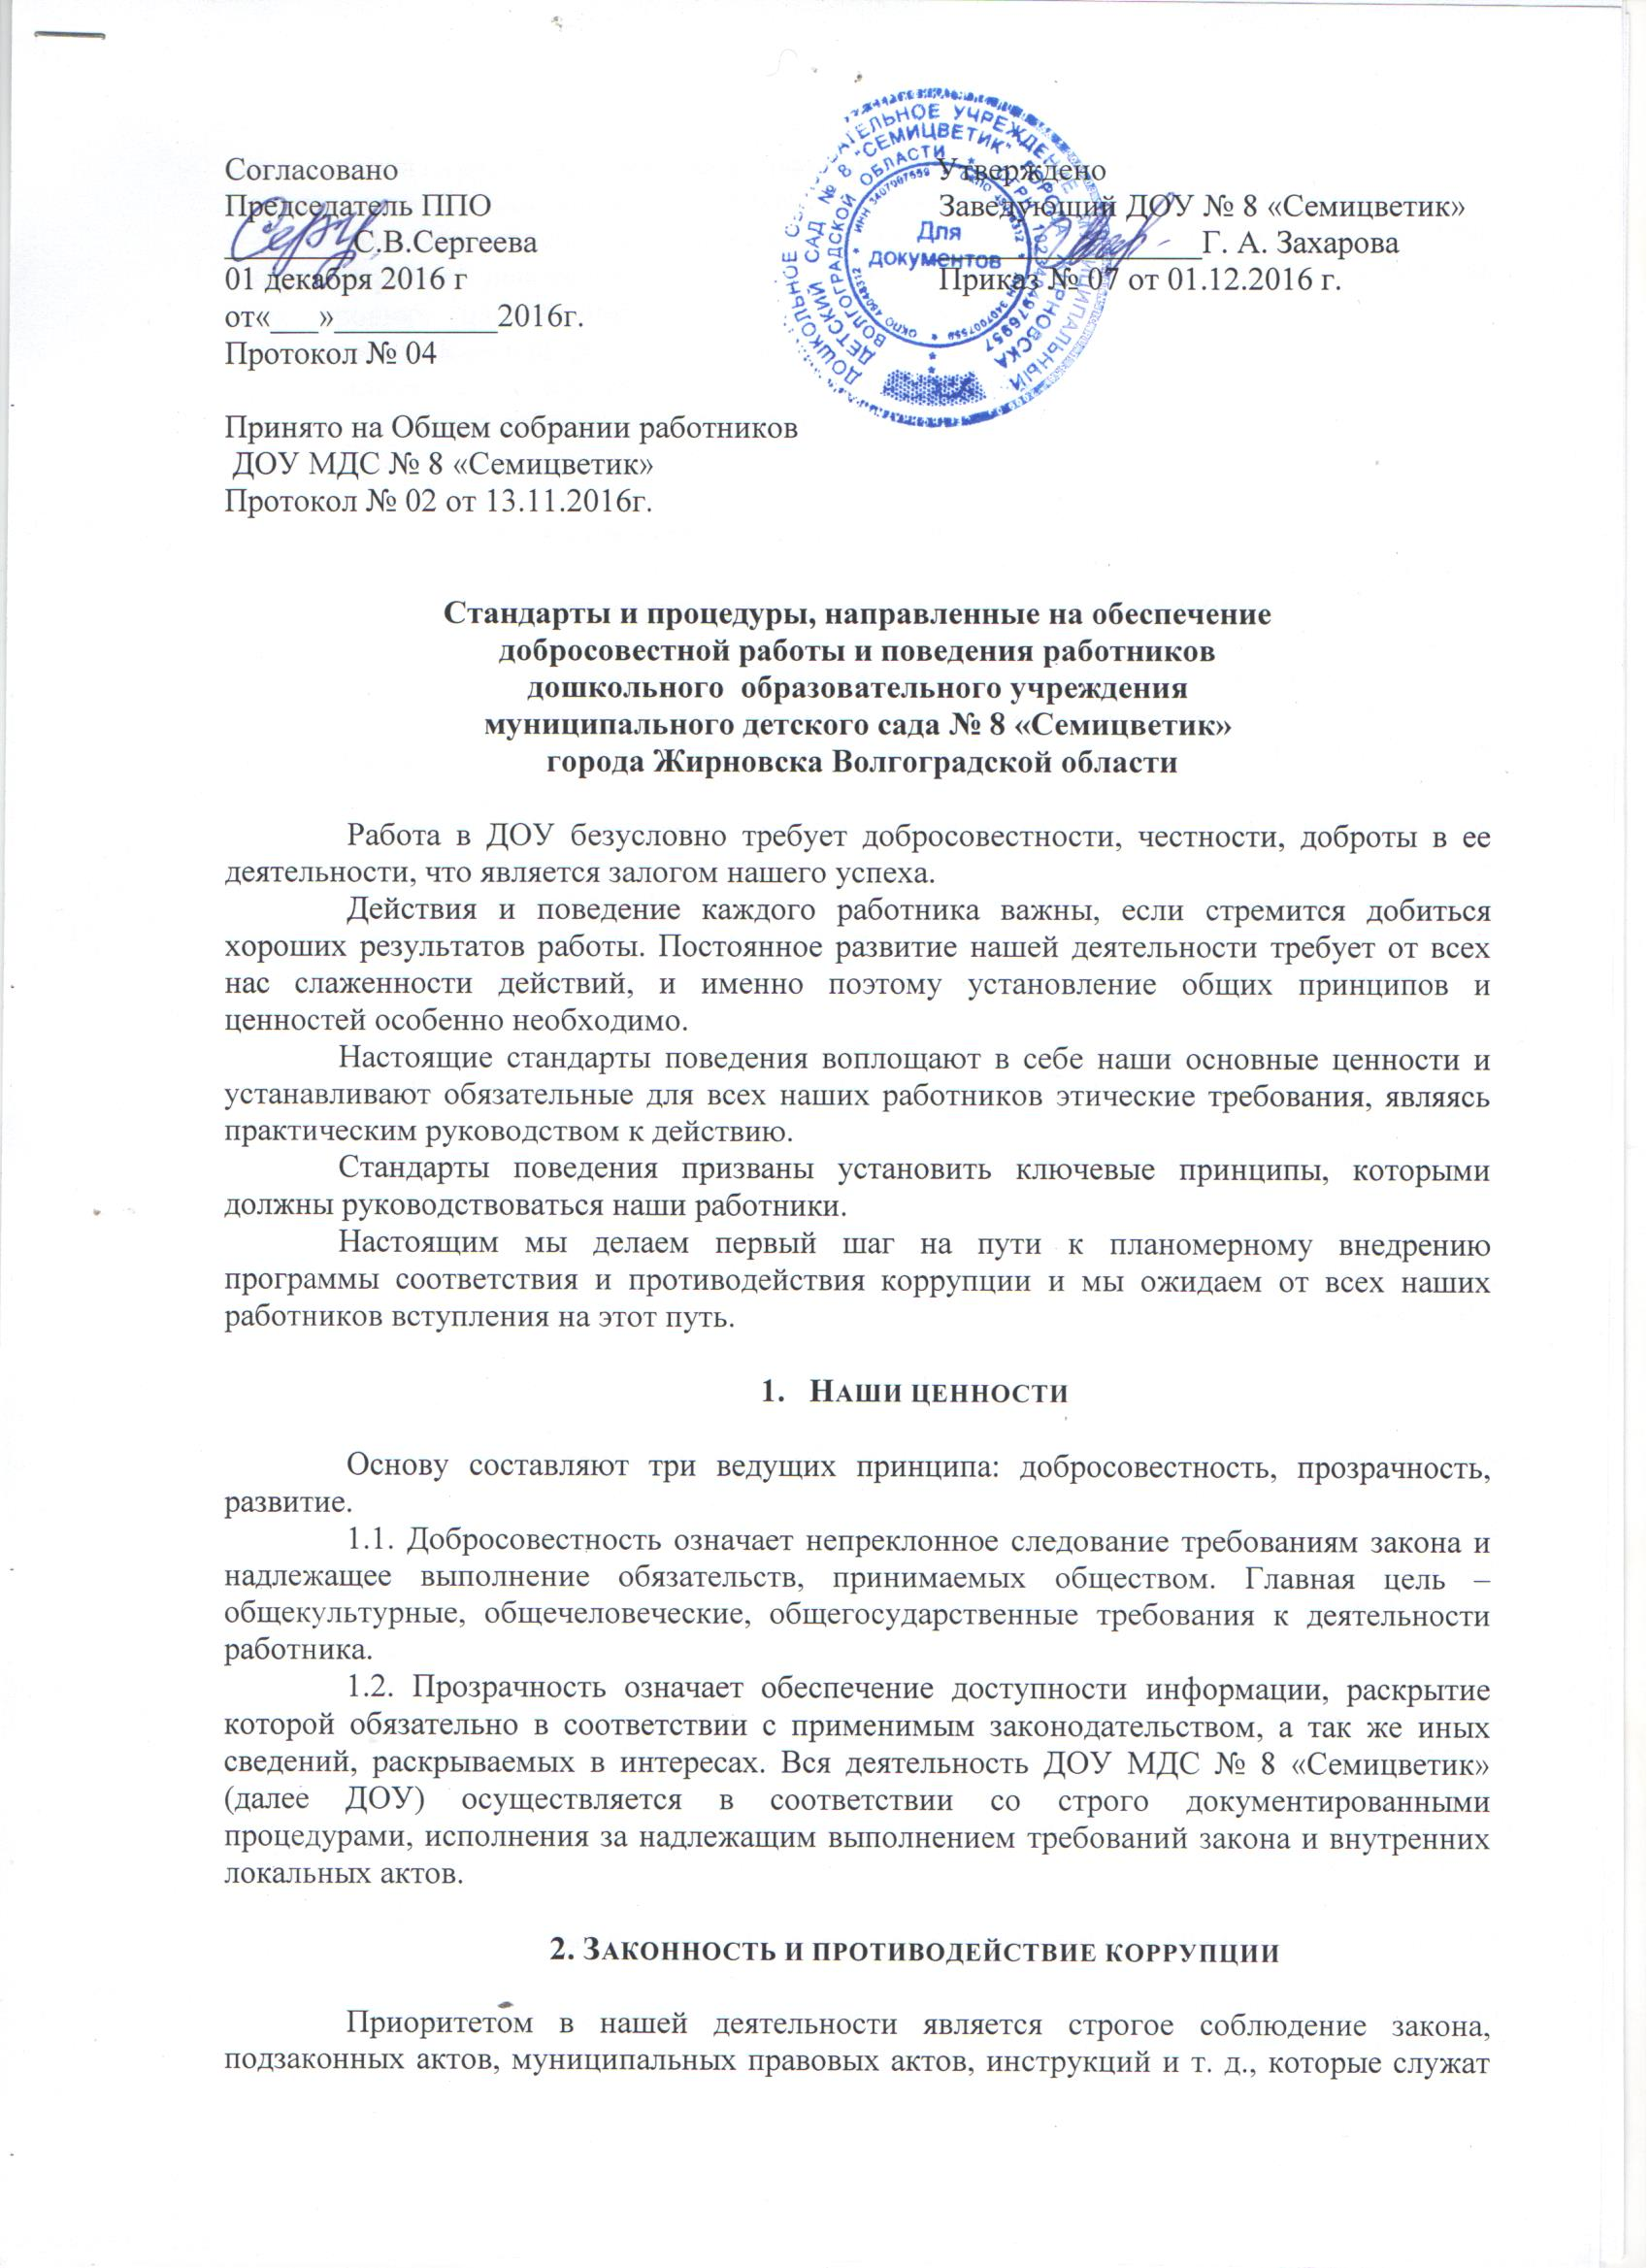 Согласовано
Председатель ППО
________С.В.Сергеева
01 декабря 2016 г
от«___»__________2016г.
Протокол № 04
Утверждено
Заведующий ДОУ № 8 «Семицветик»
________________Г. А. Захарова
Приказ № 07 от 01.12.2016 г.
Для
документов
ДЕТСКИЙ САД № 8 "СЕМИЦВЕТИК" ГОРОДА ЖИРНОВСКА
ВОЛГОГРАДСКОЙ ОБЛАСТИ
Принято на Общем собрании работников
ДОУ МДС № 8 «Семицветик»
Протокол № 02 от 13.11.2016г.
Стандарты и процедуры, направленные на обеспечение
добросовестной работы и поведения работников
дошкольного образовательного учреждения
муниципального детского сада № 8 «Семицветик»
города Жирновска Волгоградской области
Работа в ДОУ безусловно требует добросовестности, честности, доброты в ее
деятельности, что является залогом нашего успеха.
Действия и поведение каждого работника важны, если стремится добиться
хороших результатов работы. Постоянное развитие нашей деятельности требует от всех
нас слаженности действий, и именно поэтому установление общих принципов и
ценностей особенно необходимо.
Настоящие стандарты поведения воплощают в себе наши основные ценности и
устанавливают обязательные для всех наших работников этические требования, являясь
практическим руководством к действию.
Стандарты поведения призваны установить ключевые принципы, которыми
должны руководствоваться наши работники.
Настоящим мы делаем первый шаг на пути к планомерному внедрению
программы соответствия и противодействия коррупции и мы ожидаем от всех наших
работников вступления на этот путь.
1. НАШИ ЦЕННОСТИ
Основу составляют три ведущих принципа: добросовестность, прозрачность,
развитие.
1.1. Добросовестность означает непреклонное следование требованиям закона и
надлежащее выполнение обязательств, принимаемых обществом. Главная цель –
общекультурные, общечеловеческие, общегосударственные требования к деятельности
работника.
1.2. Прозрачность означает обеспечение доступности информации, раскрытие
которой обязательно в соответствии с применимым законодательством, а так же иных
сведений, раскрываемых в интересах. Вся деятельность ДОУ МДС № 8 «Семицветик»
(далее ДОУ) осуществляется в соответствии со строго документированными
процедурами, исполнения за надлежащим выполнением требований закона и внутренних
локальных актов.
2. ЗАКОННОСТЬ И ПРОТИВОДЕЙСТВИЕ КОРРУПЦИИ
Приоритетом в нашей деятельности является строгое соблюдение закона,
подзаконных актов, муниципальных правовых актов, инструкций и т. д., которые служат